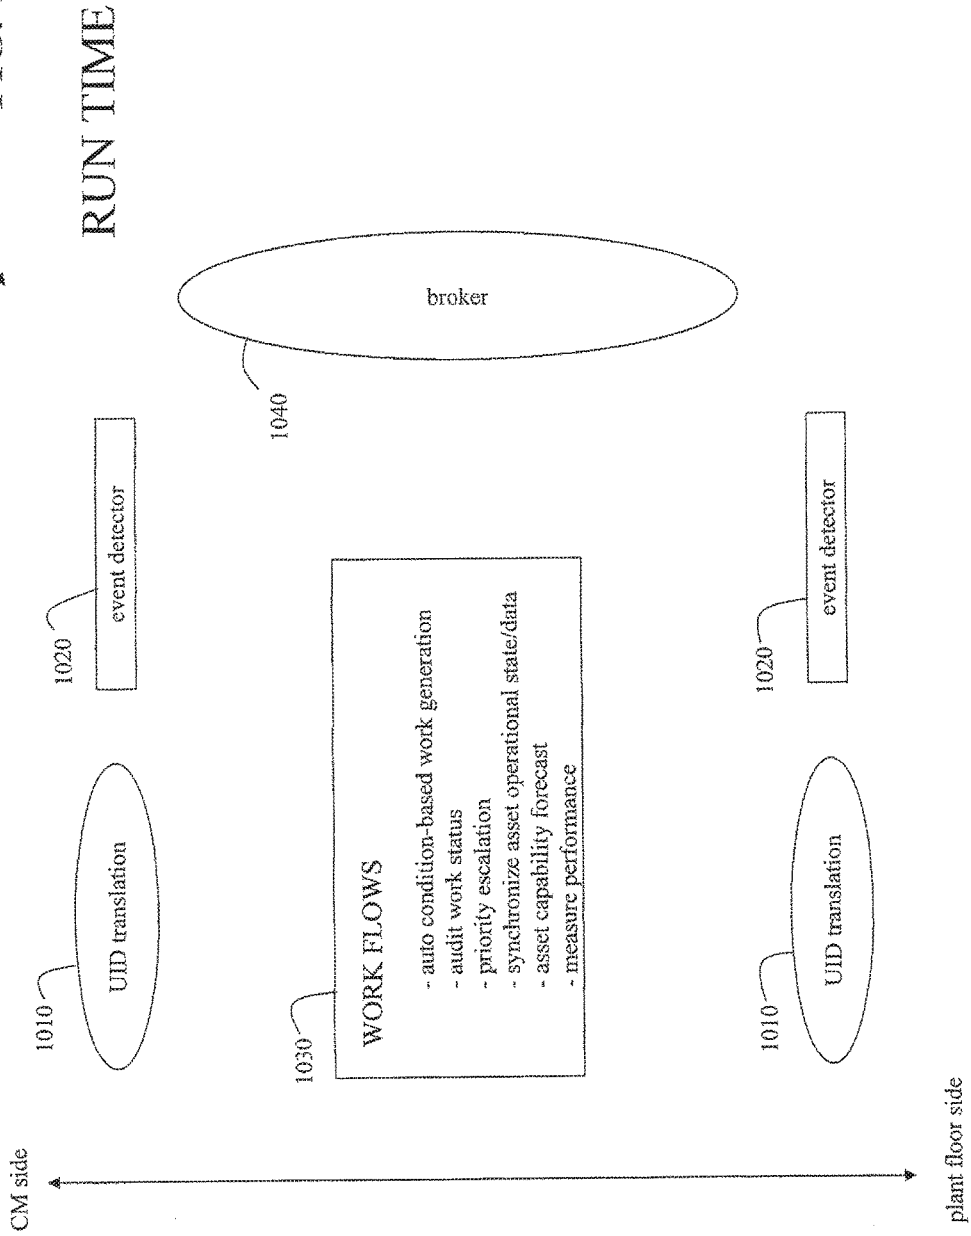 RUN TIME
CM side
1010
UID translation
1020
event detector
1030
WORK FLOWS
- auto condition-based work generation
- audit work status
- priority escalation
- synchronize asset operational state/data
- asset capability forecast
- measure performance
1040
broker
1010
UID translation
1020
event detector
plant floor side